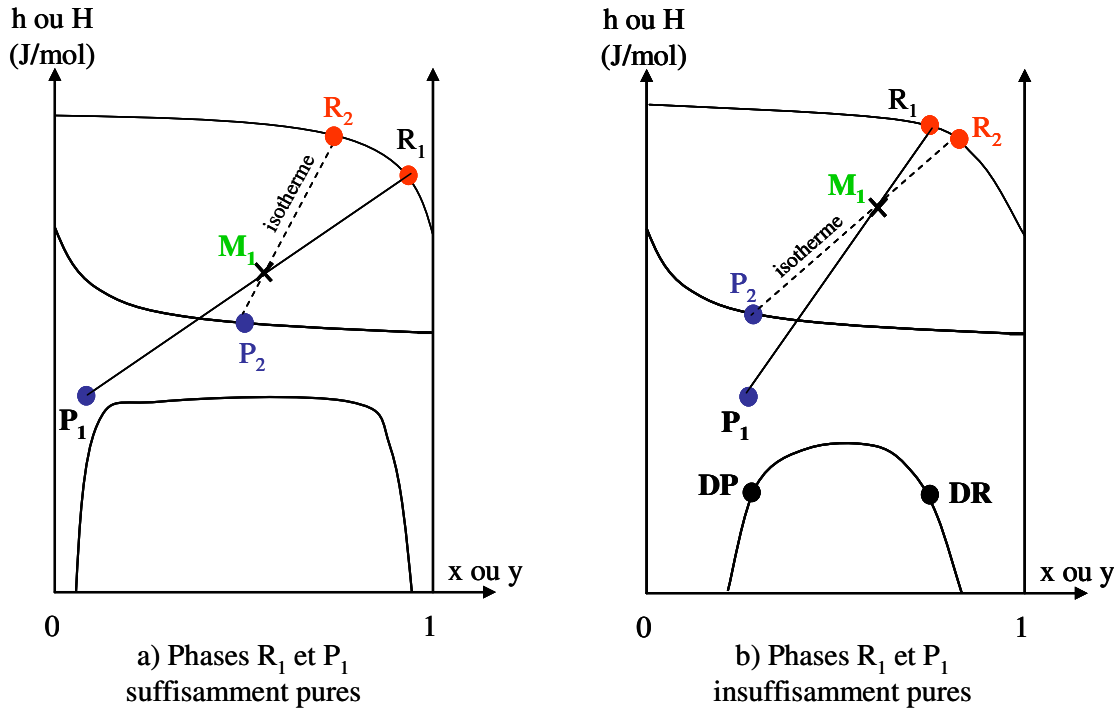 h ou H
(J/mol)
R₂
R₁
isotherme
M₁
P₂
P₁
x ou y
0
1
a) Phases R₁ et P₁
suffisamment pures
h ou H
(J/mol)
R₁
R₂
M₁
isotherme
P₂
P₁
DP
DR
x ou y
0
1
b) Phases R₁ et P₁
insuffisamment pures